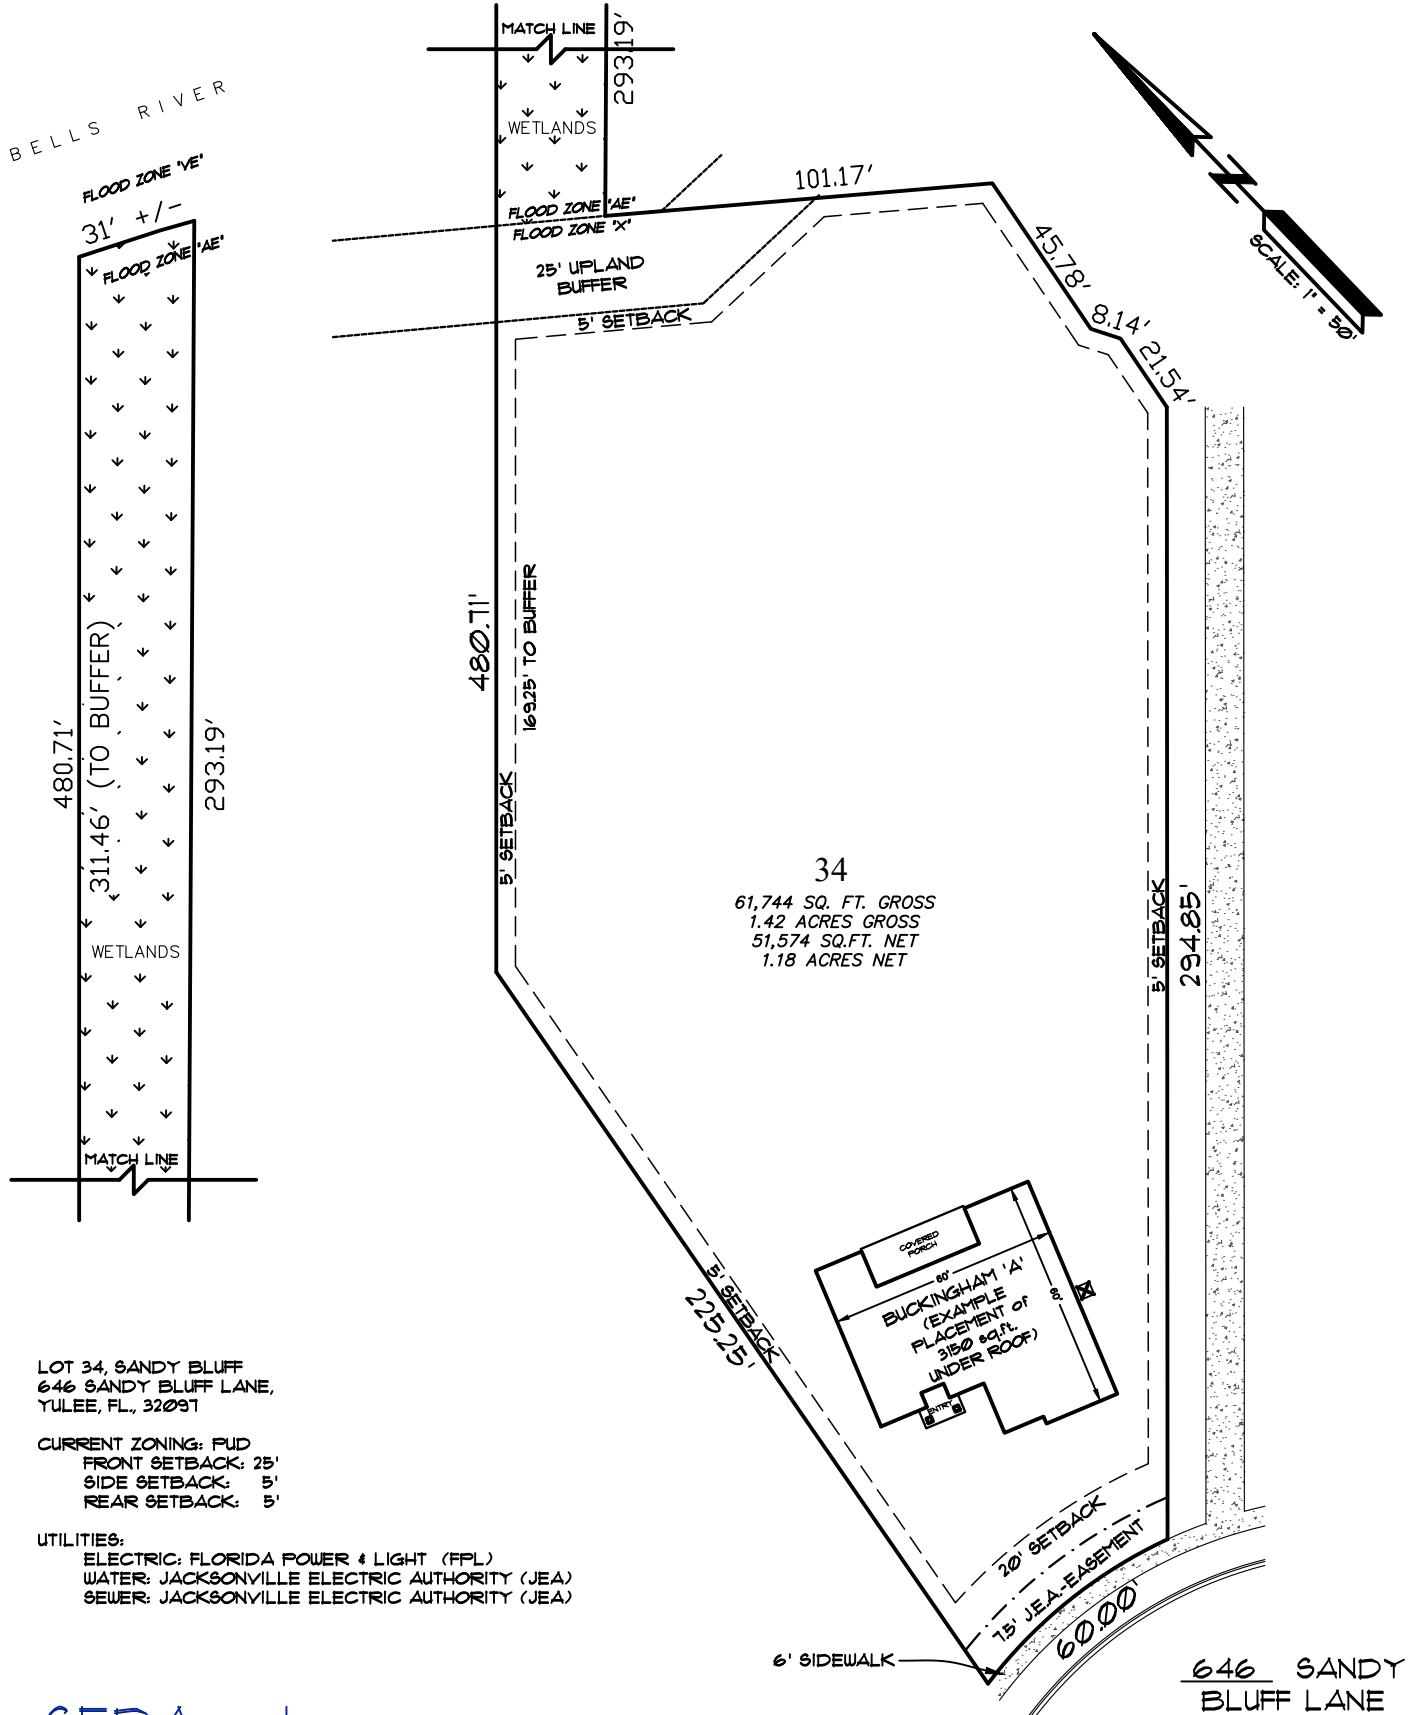 MATCH LINE
293.19'
BELLS RIVER
WETLANDS
FLOOD ZONE "VE"
31' +/-
FLOOD ZONE "AE"
101.17'
FLOOD ZONE "AE"
FLOOD ZONE "X"
45.78'
SCALE: 1" = 50'
25' UPLAND
BUFFER
5' SETBACK
8.14'
21.54'
480.71'
169.25' TO BUFFER
311.46' (TO BUFFER)
480.71'
293.19'
5' SETBACK
34
61,744 SQ. FT. GROSS
1.42 ACRES GROSS
51,574 SQ.FT. NET
1.18 ACRES NET
5' SETBACK
294.85'
WETLANDS
MATCH LINE
COVERED
PORCH
60'
60'
BUCKINGHAM 'A'
(EXAMPLE
PLACEMENT of
3150 sq.ft.
UNDER ROOF)
ENTRY
5' SETBACK
225.25'
LOT 34, SANDY BLUFF
646 SANDY BLUFF LANE,
YULEE, FL., 32097
CURRENT ZONING: PUD
FRONT SETBACK: 25'
SIDE SETBACK: 5'
REAR SETBACK: 5'
UTILITIES:
ELECTRIC: FLORIDA POWER & LIGHT (FPL)
WATER: JACKSONVILLE ELECTRIC AUTHORITY (JEA)
SEWER: JACKSONVILLE ELECTRIC AUTHORITY (JEA)
20' SETBACK
7.5' J.E.A.-EASEMENT
60.00'
6' SIDEWALK
646 SANDY
BLUFF LANE